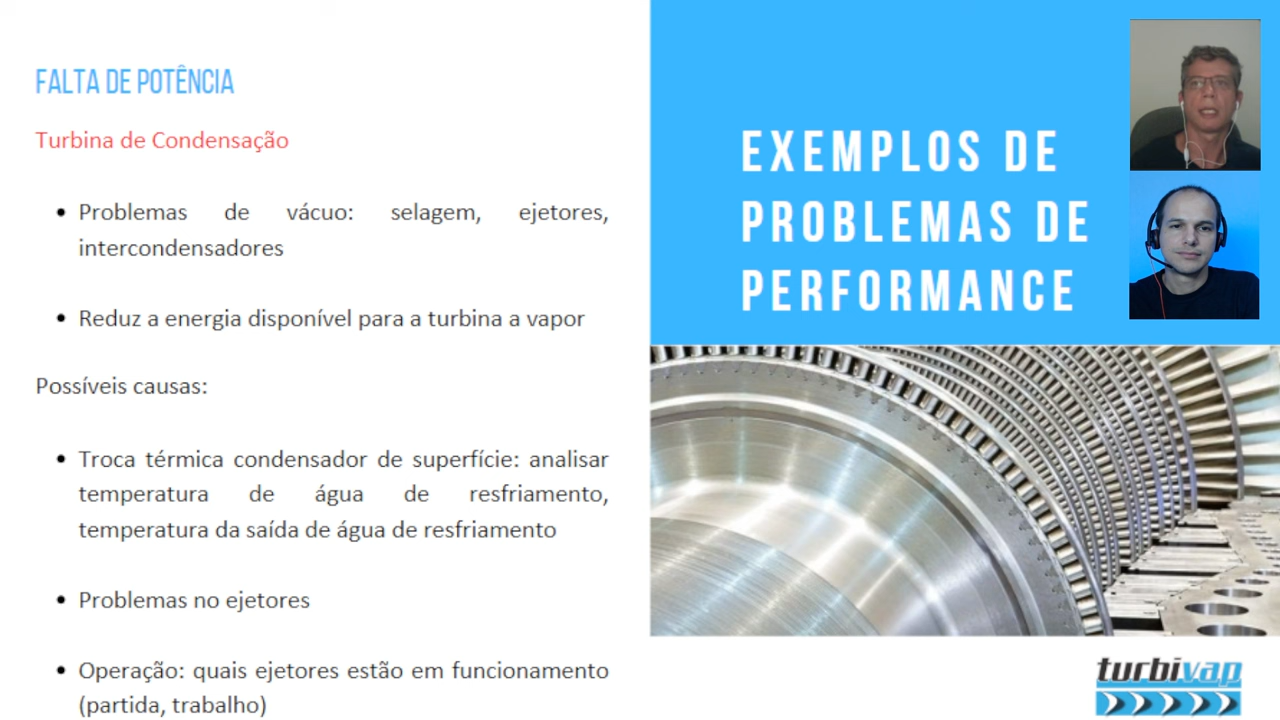 FALTA DE POTÊNCIA
Turbina de Condensação
• Problemas de vácuo: selagem, ejetores,
intercondensadores
• Reduz a energia disponível para a turbina a vapor
Possíveis causas:
• Troca térmica condensador de superfície: analisar
temperatura de água de resfriamento,
temperatura da saída de água de resfriamento
• Problemas no ejetores
• Operação: quais ejetores estão em funcionamento
(partida, trabalho)
EXEMPLOS DE
PROBLEMAS DE
PERFORMANCE
turbivap